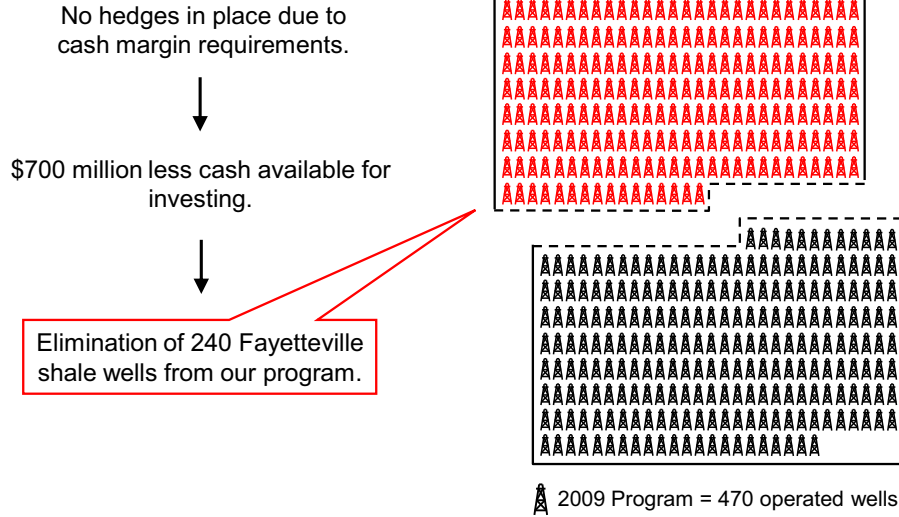 No hedges in place due to
cash margin requirements.
$700 million less cash available for
investing.
Elimination of 240 Fayetteville
shale wells from our program.
2009 Program = 470 operated wells